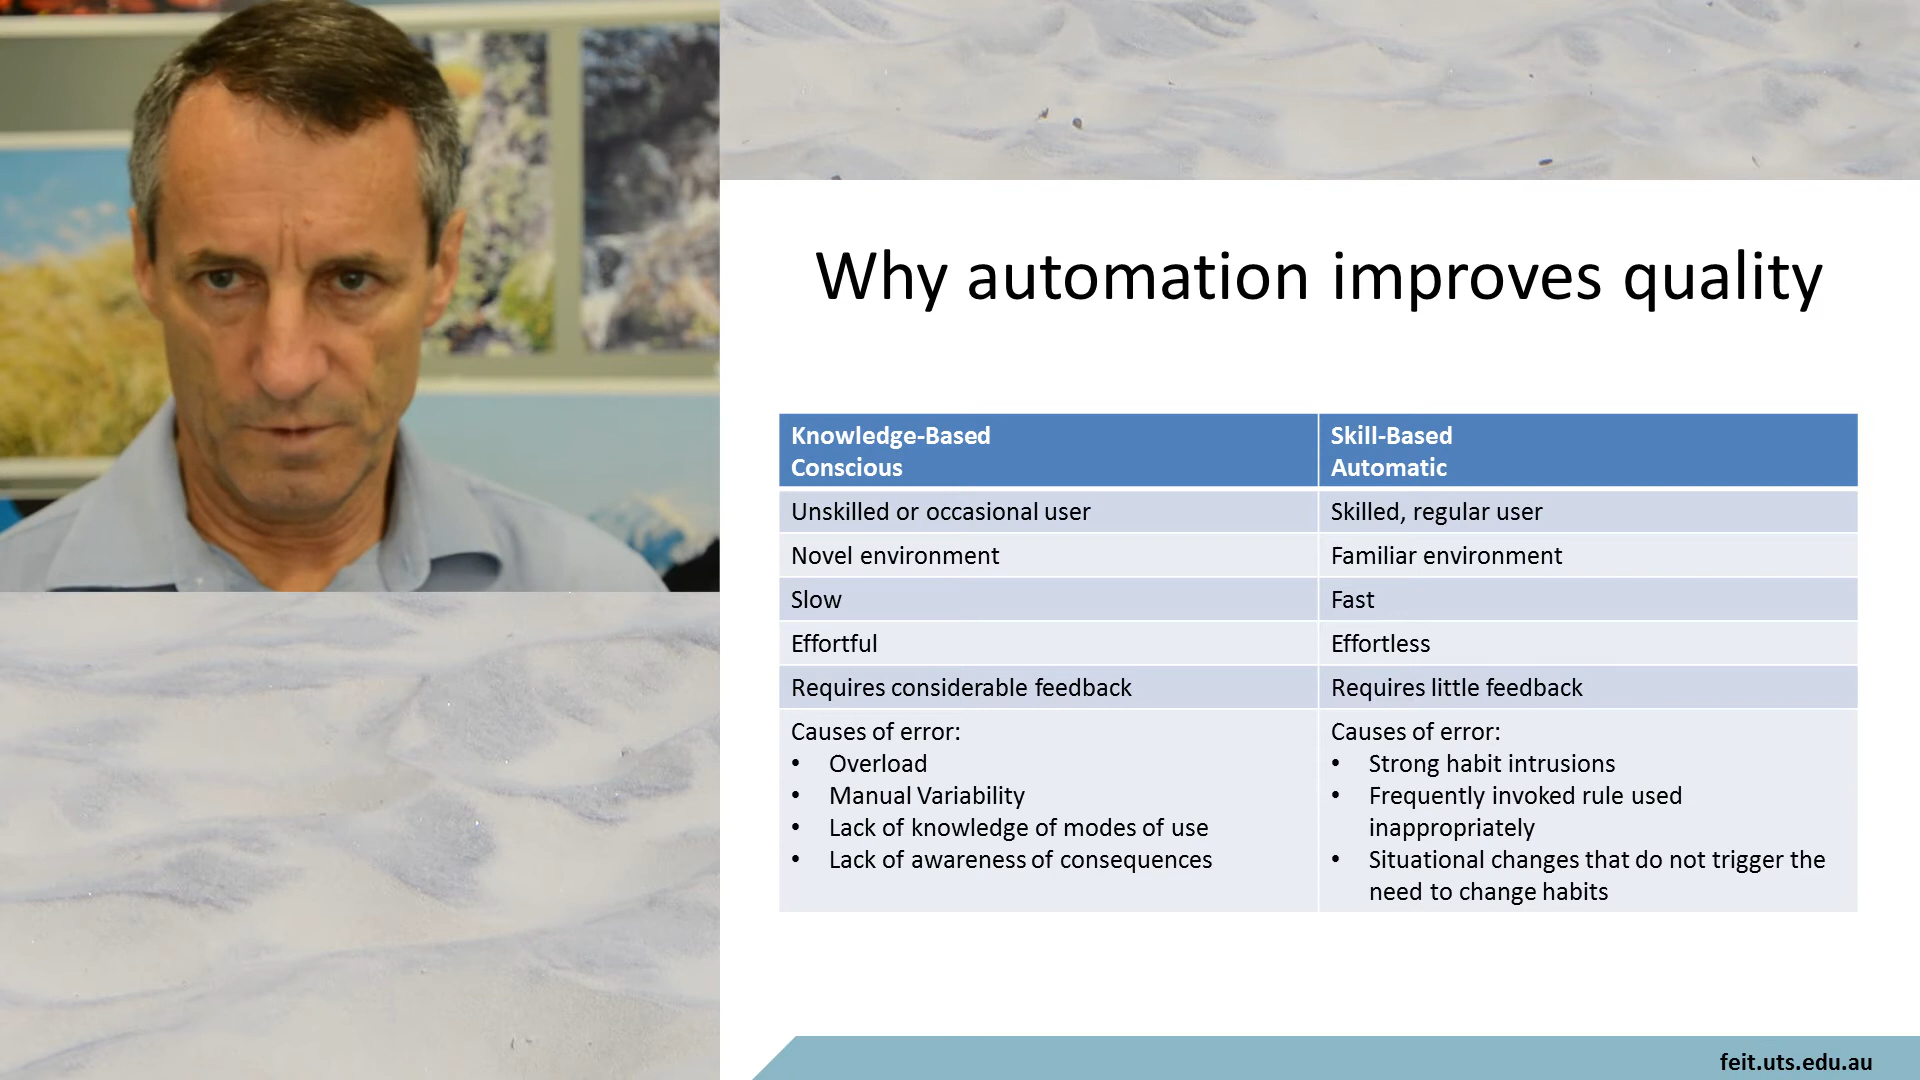 Why automation improves quality
Knowledge-Based
Conscious
Skill-Based
Automatic
Unskilled or occasional user
Skilled, regular user
Novel environment
Familiar environment
Slow
Fast
Effortful
Effortless
Requires considerable feedback
Requires little feedback
Causes of error:
• Overload
• Manual Variability
• Lack of knowledge of modes of use
• Lack of awareness of consequences
Causes of error:
• Strong habit intrusions
• Frequently invoked rule used
inappropriately
• Situational changes that do not trigger the
need to change habits
feit.uts.edu.au